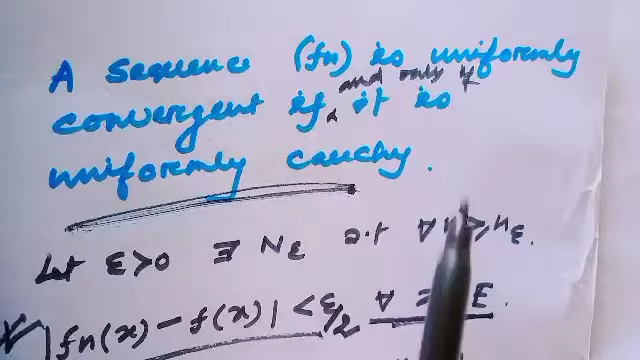 A sequence (fn) is uniformly
convergent if and only if it is
uniformly cauchy.
Let ε>0 ∃ Nε s.t ∀ n ≥ Nε.
|fn(x) - f(x)| < ε/2 ∀ E.